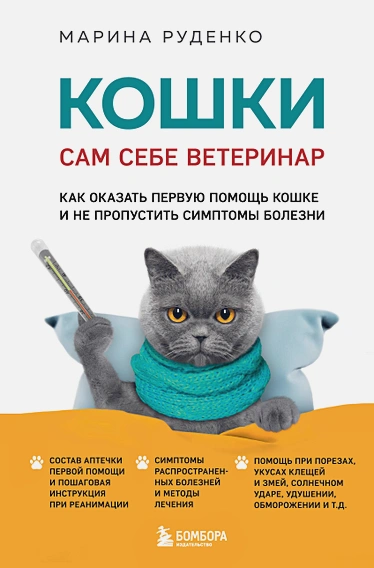 МАРИНА РУДЕНКО
КОШКИ
САМ СЕБЕ ВЕТЕРИНАР
КАК ОКАЗАТЬ ПЕРВУЮ ПОМОЩЬ КОШКЕ
И НЕ ПРОПУСТИТЬ СИМПТОМЫ БОЛЕЗНИ
СОСТАВ АПТЕЧКИ
ПЕРВОЙ ПОМОЩИ
И ПОШАГОВАЯ
ИНСТРУКЦИЯ
ПРИ РЕАНИМАЦИИ
СИМПТОМЫ
РАСПРОСТРАНЕН-
НЫХ БОЛЕЗНЕЙ
И МЕТОДЫ
ЛЕЧЕНИЯ
ПОМОЩЬ ПРИ ПОРЕЗАХ,
УКУСАХ КЛЕЩЕЙ
И ЗМЕЙ, СОЛНЕЧНОМ
УДАРЕ, УДУШЕНИИ,
ОБМОРОЖЕНИИ И Т.Д.
БОМБОРА
ИЗДАТЕЛЬСТВО